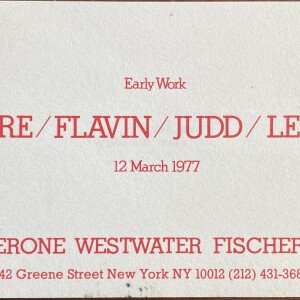 Early Work
RE/FLAVIN/JUDD/LE
12 March 1977
ERONE WESTWATER FISCHER
42 Greene Street New York NY 10012 (212) 431-368